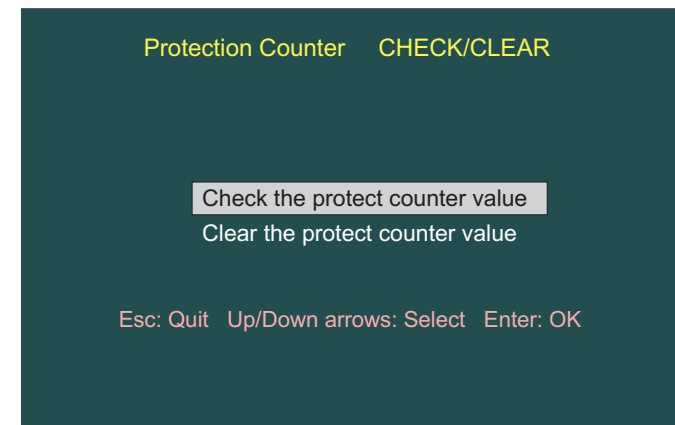 Protection Counter CHECK/CLEAR
Check the protect counter value
Clear the protect counter value
Esc: Quit Up/Down arrows: Select Enter: OK